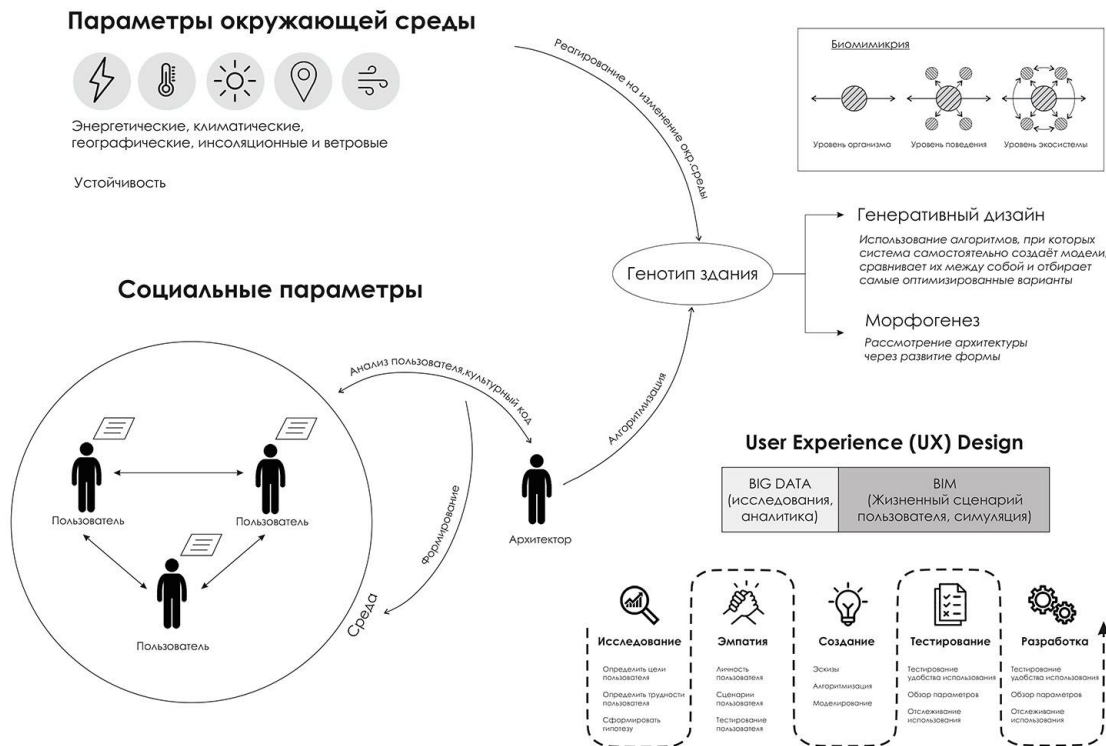 Параметры окружающей среды
Энергетические, климатические,
географические, инсоляционные и ветровые
Устойчивость
Реагирование на изменение окр.среды
Биомимикрия
Уровень организма
Уровень поведения
Уровень экосистемы
Генотип здания
Генеративный дизайн
Использование алгоритмов, при которых
система самостоятельно создаёт модели,
сравнивает их между собой и отбирает
самые оптимизированные варианты
Морфогенез
Рассмотрение архитектуры
через развитие формы
Социальные параметры
Анализ пользователя,культурный код
Формирование
Алгоритмизация
Пользователь
Пользователь
Пользователь
Среда
Архитектор
User Experience (UX) Design
BIG DATA
(исследования,
аналитика)
BIM
(Жизненный сценарий
пользователя, симуляция)
Исследование
Определить цели
пользователя
Определить трудности
пользователя
Сформировать
гипотезу
Эмпатия
Личность
пользователя
Сценарии
пользователя
Тестирование
пользователя
Создание
Эскизы
Алгоритмизация
Моделирование
Тестирование
Тестирование
удобства использования
Обзор параметров
Отслеживание
использования
Разработка
Тестирование
удобства использования
Обзор параметров
Отслеживание
использования